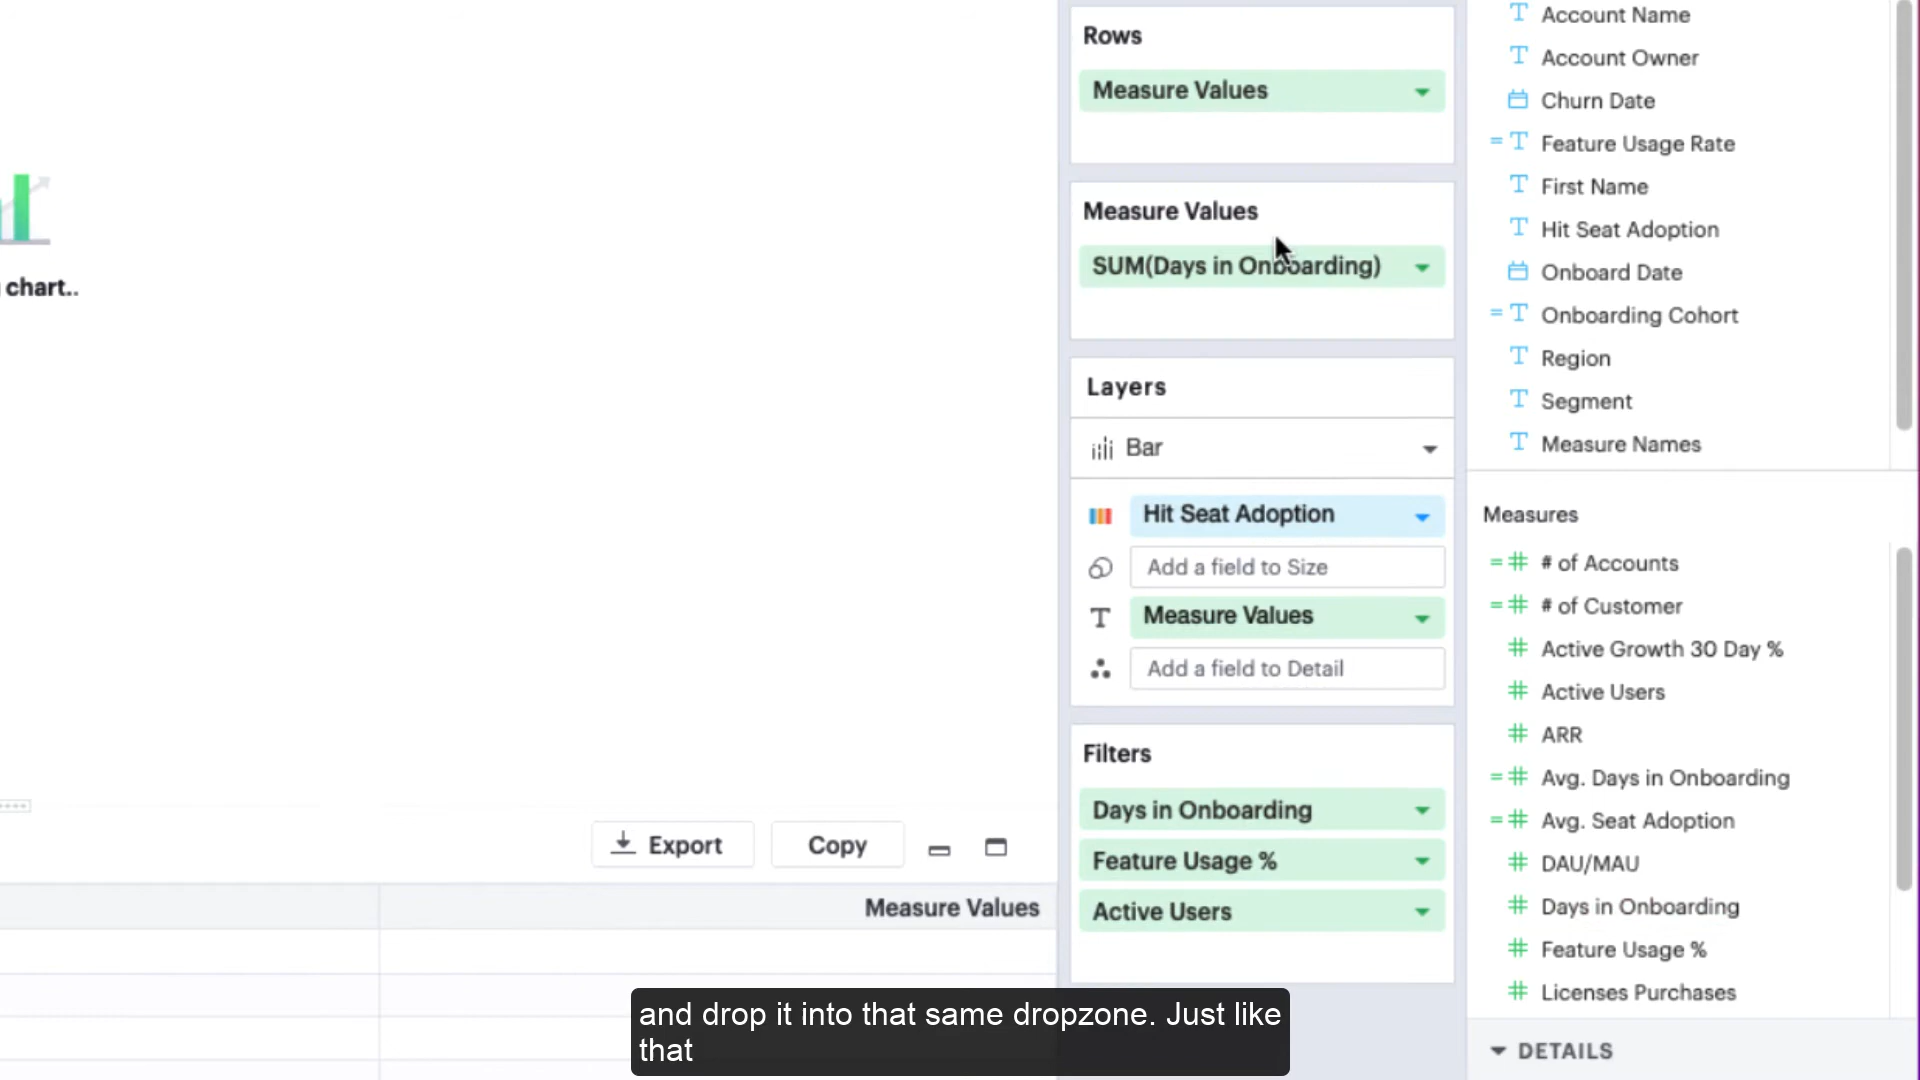 chart..
Export
Copy
Measure Values
Rows
Measure Values
Measure Values
SUM(Days in Onboarding)
Layers
Bar
Hit Seat Adoption
Add a field to Size
T
Measure Values
Add a field to Detail
Filters
Days in Onboarding
Feature Usage %
Active Users
T Account Name
T Account Owner
Churn Date
= T Feature Usage Rate
T First Name
T Hit Seat Adoption
Onboard Date
= T Onboarding Cohort
T Region
T Segment
T Measure Names
Measures
= # # of Accounts
= # # of Customer
# Active Growth 30 Day %
# Active Users
# ARR
= # Avg. Days in Onboarding
= # Avg. Seat Adoption
# DAU/MAU
# Days in Onboarding
# Feature Usage %
# Licenses Purchases
DETAILS
and drop it into that same dropzone. Just like
that